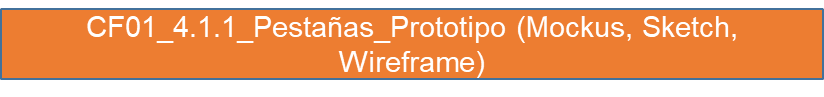 CF01_4.1.1_Pestañas_Prototipo (Mockus, Sketch,
Wireframe)